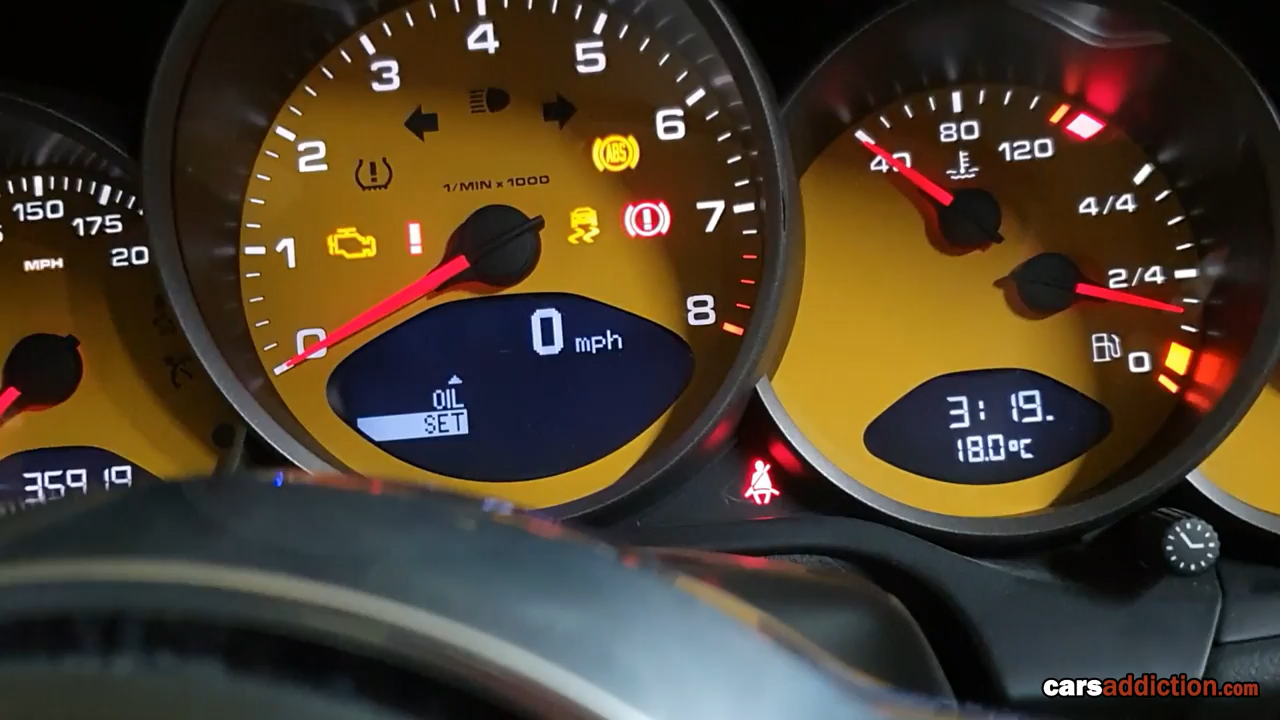 150
175
20
MPH
35919
0
1
2
3
4
5
6
7
8
1/MIN x 1000
ABS
0 mph
OIL
SET
40
80
120
4/4
2/4
0
3:19.
18.0°C
carsaddiction.com